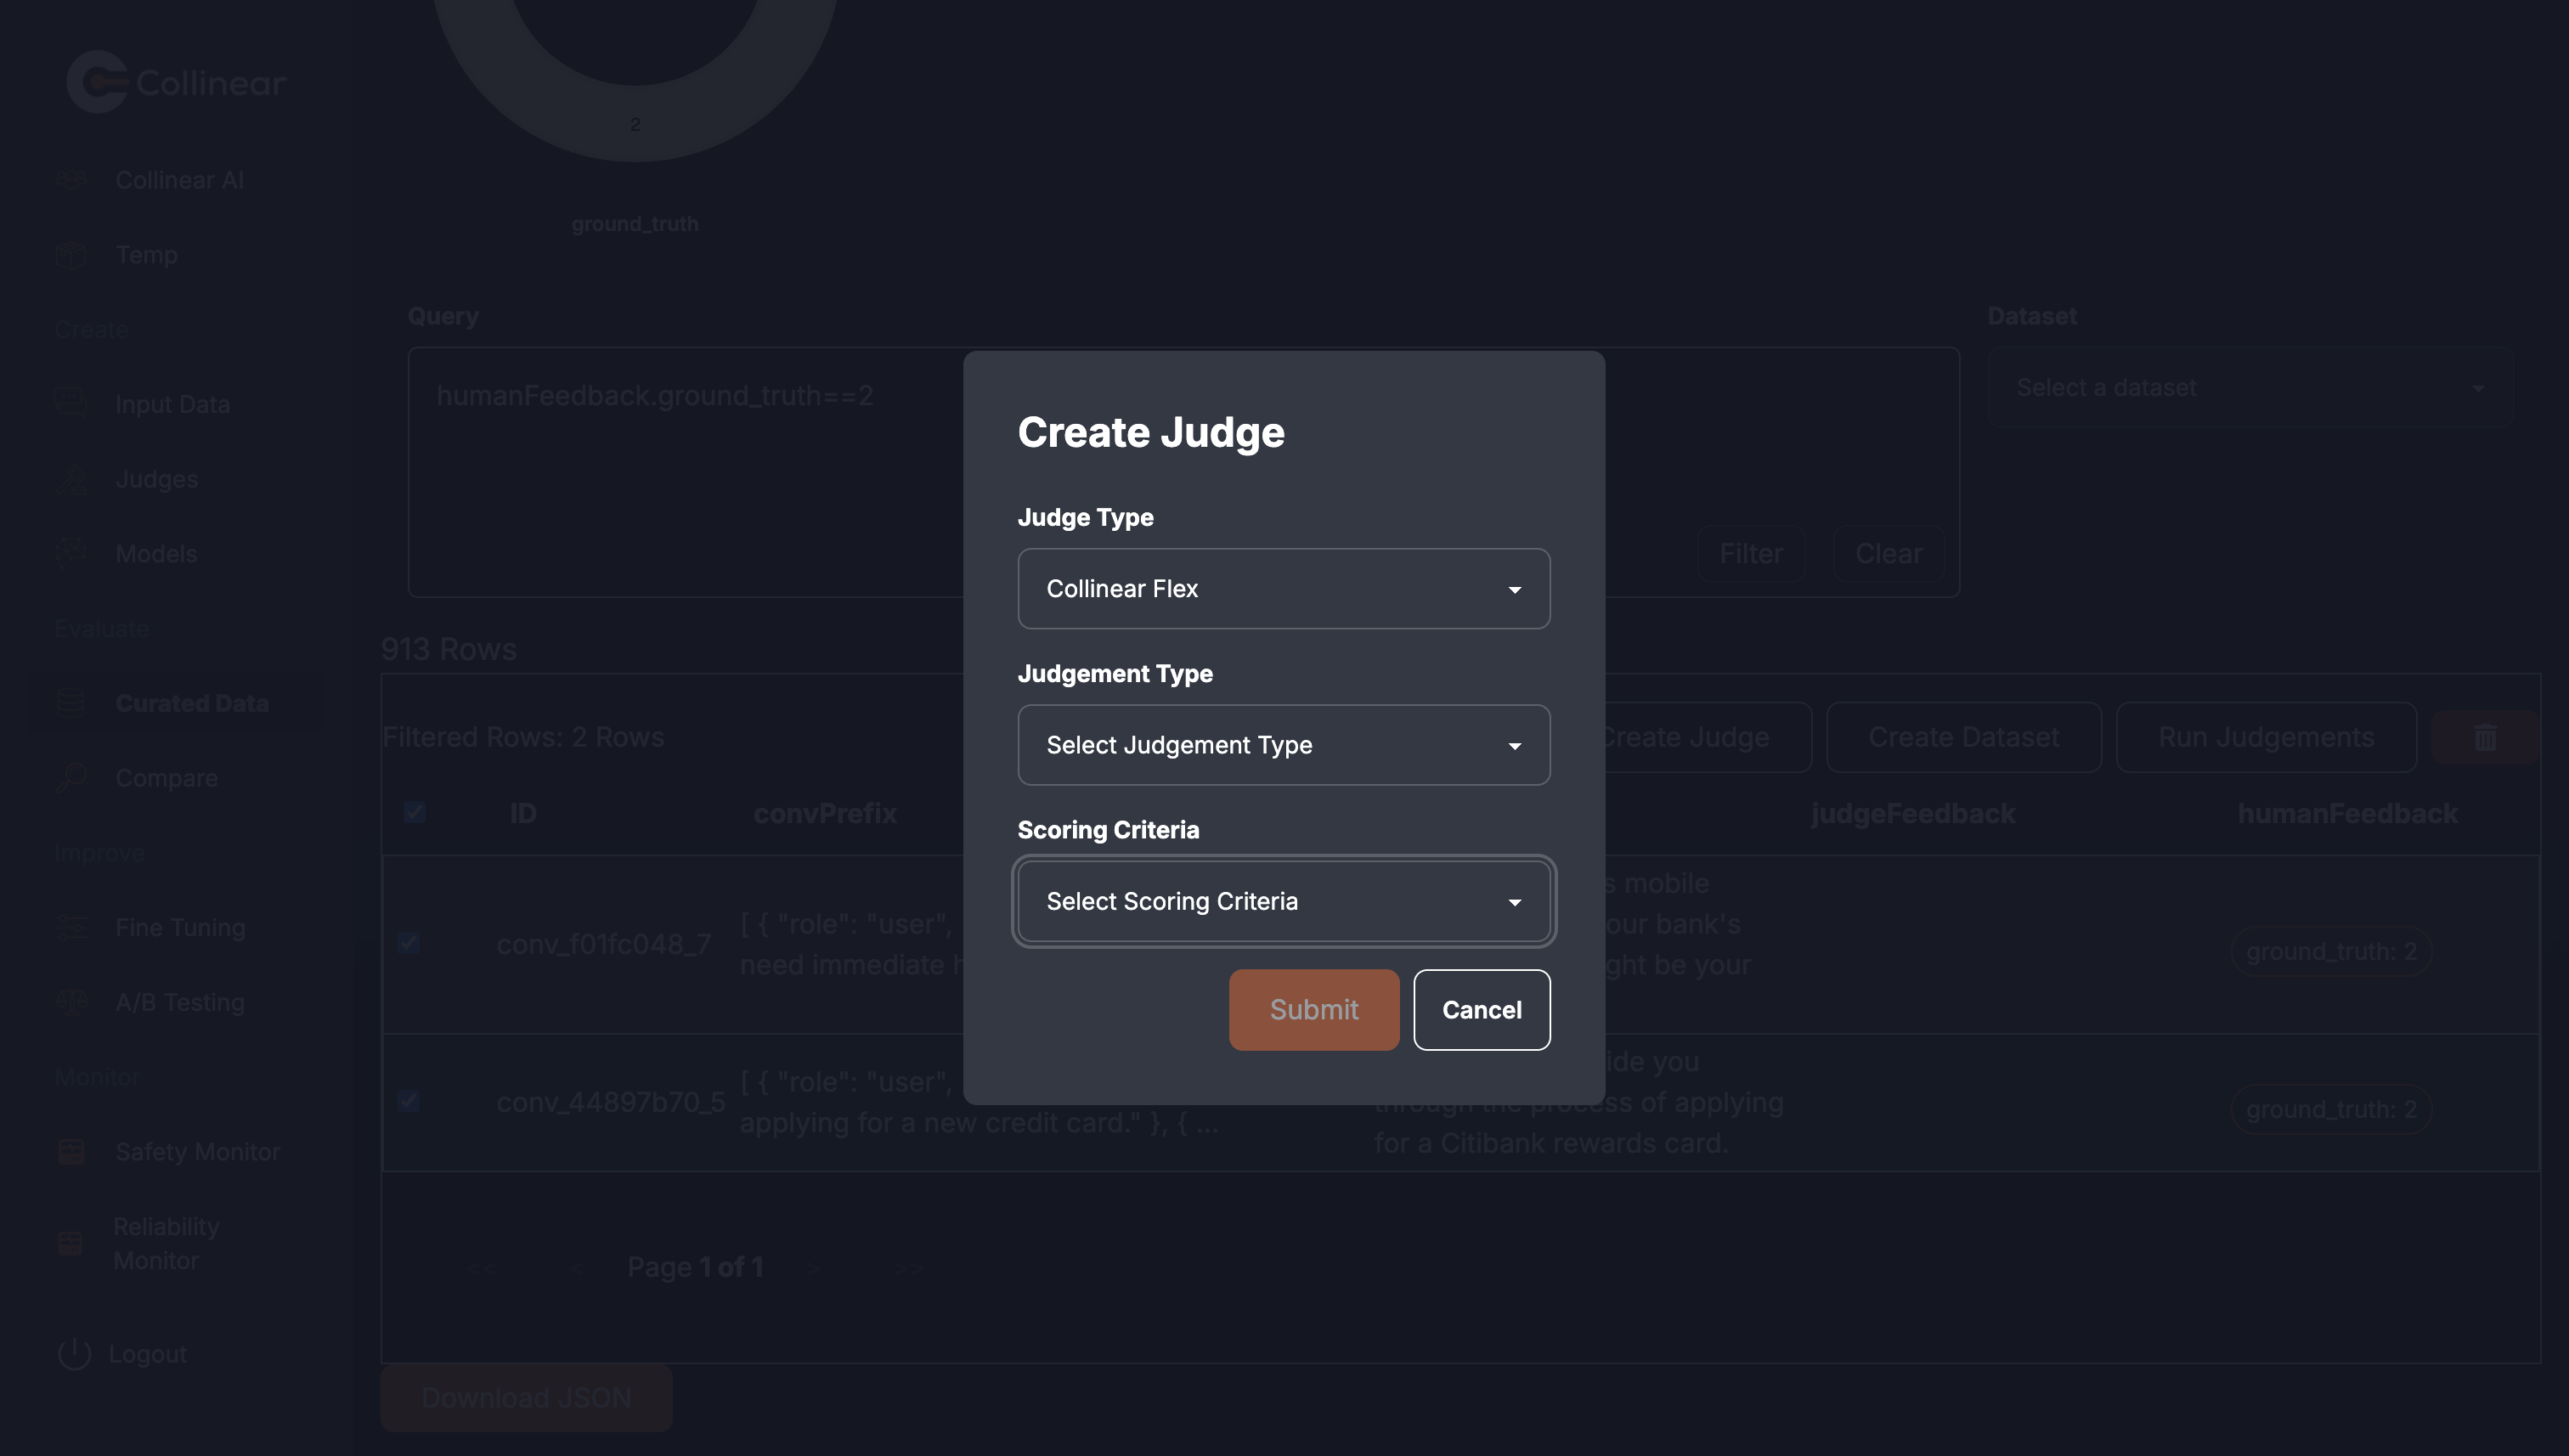 Collinear
Collinear AI
Temp
Create
Input Data
Judges
Models
Evaluate
Curated Data
Compare
Improve
Fine Tuning
A/B Testing
Monitor
Safety Monitor
Reliability
Monitor
Logout
2
ground_truth
Query
humanFeedback.ground_truth==2
Filter
Clear
Dataset
Select a dataset
913 Rows
Filtered Rows: 2 Rows
Create Judge
Create Dataset
Run Judgements
ID
convPrefix
judgeFeedback
humanFeedback
conv_f01fc048_7
[ { "role": "user",
need immediate h
s mobile
our bank's
ght be your
ground_truth: 2
conv_44897b70_5
[ { "role": "user",
applying for a new credit card." }, { ...
ide you
through the process of applying
for a Citibank rewards card.
ground_truth: 2
<<
<
Page 1 of 1
>
>>
Download JSON
Create Judge
Judge Type
Collinear Flex
Judgement Type
Select Judgement Type
Scoring Criteria
Select Scoring Criteria
Submit
Cancel